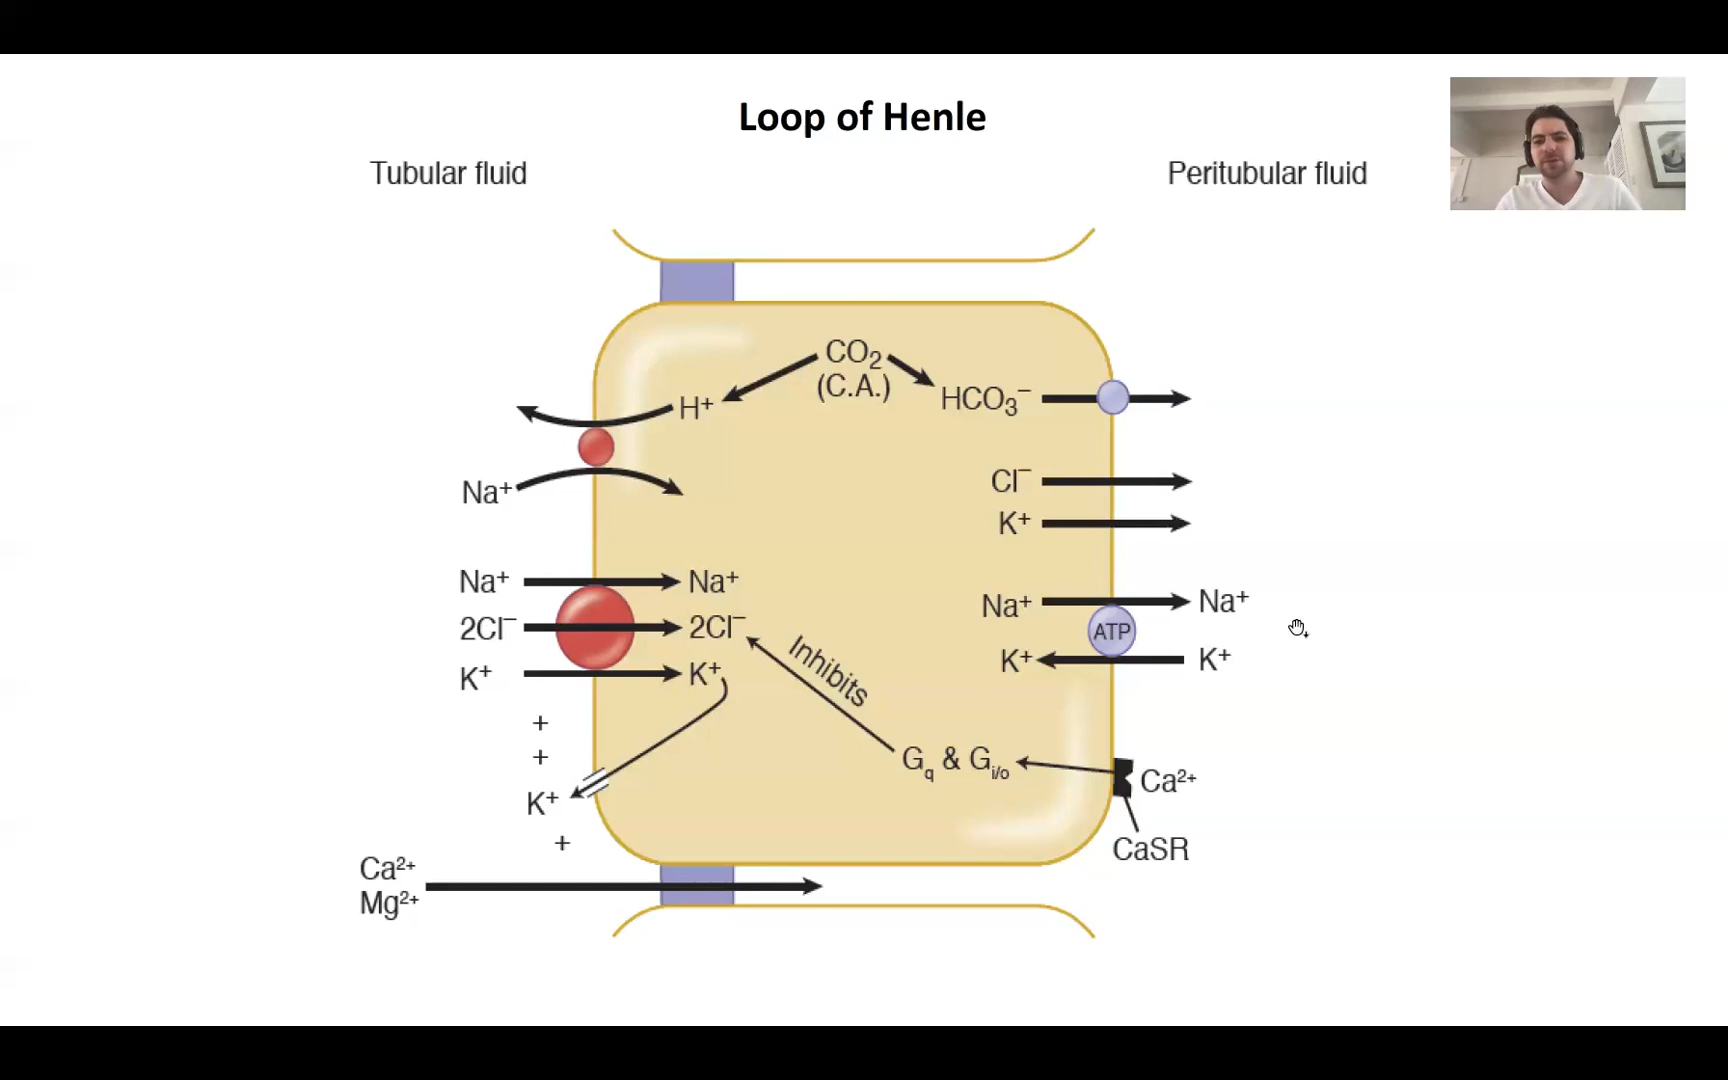 Loop of Henle
Tubular fluid
Peritubular fluid
CO₂
(C.A.)
H⁺
HCO₃⁻
Na⁺
Cl⁻
K⁺
Na⁺
Na⁺
2Cl⁻
2Cl⁻
K⁺
K⁺
Na⁺
Na⁺
ATP
K⁺
K⁺
Inhibits
+
+
K⁺
+
Gq & Gi/o
Ca²⁺
CaSR
Ca²⁺
Mg²⁺